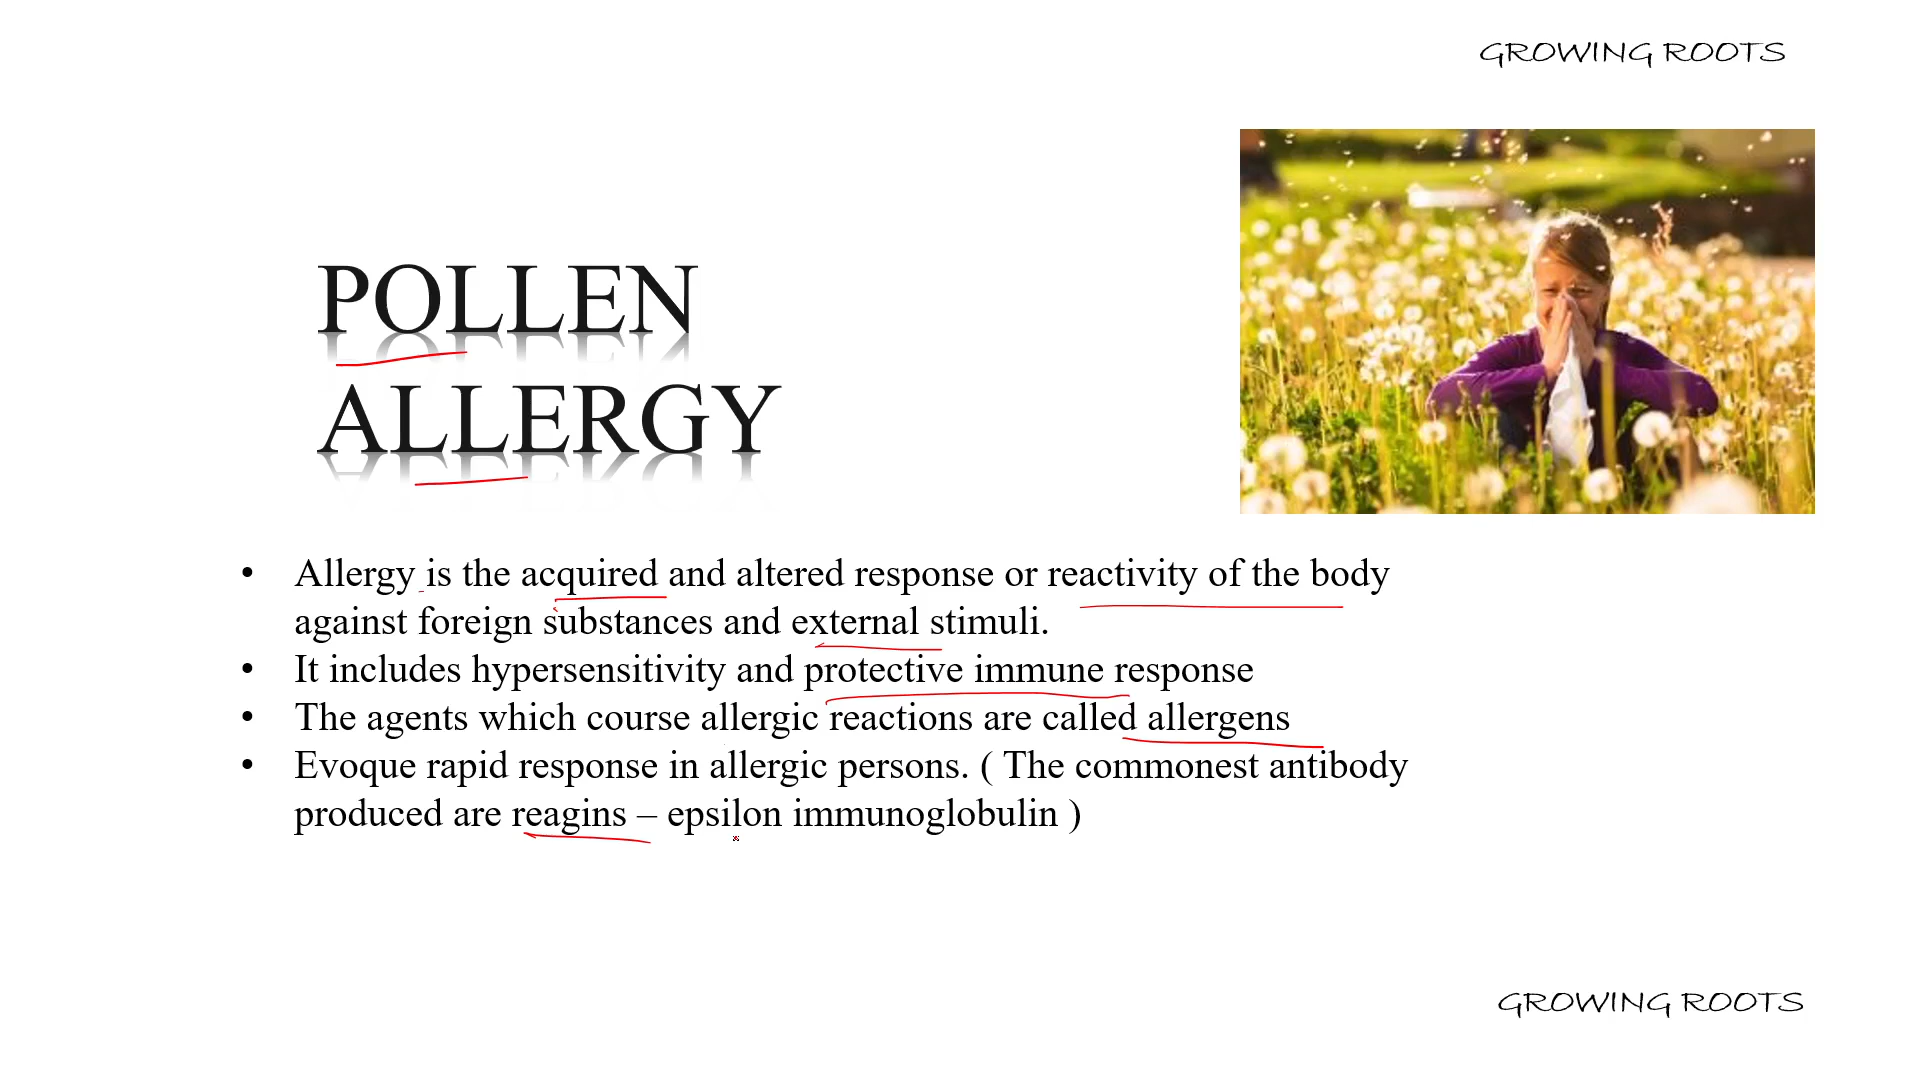 GROWING ROOTS
POLLEN
ALLERGY
• Allergy is the acquired and altered response or reactivity of the body
against foreign substances and external stimuli.
• It includes hypersensitivity and protective immune response
• The agents which course allergic reactions are called allergens
• Evoque rapid response in allergic persons. ( The commonest antibody
produced are reagins – epsilon immunoglobulin )
GROWING ROOTS